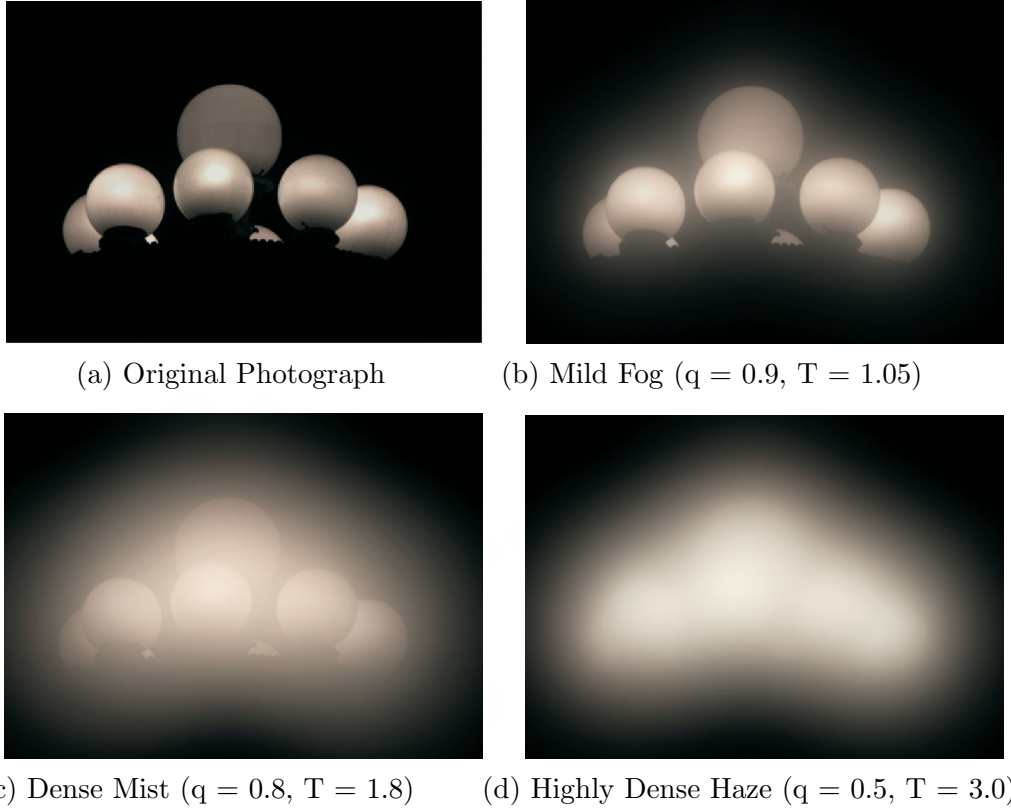 (a) Original Photograph
(b) Mild Fog (q = 0.9, T = 1.05)
) Dense Mist (q = 0.8, T = 1.8)
(d) Highly Dense Haze (q = 0.5, T = 3.0)